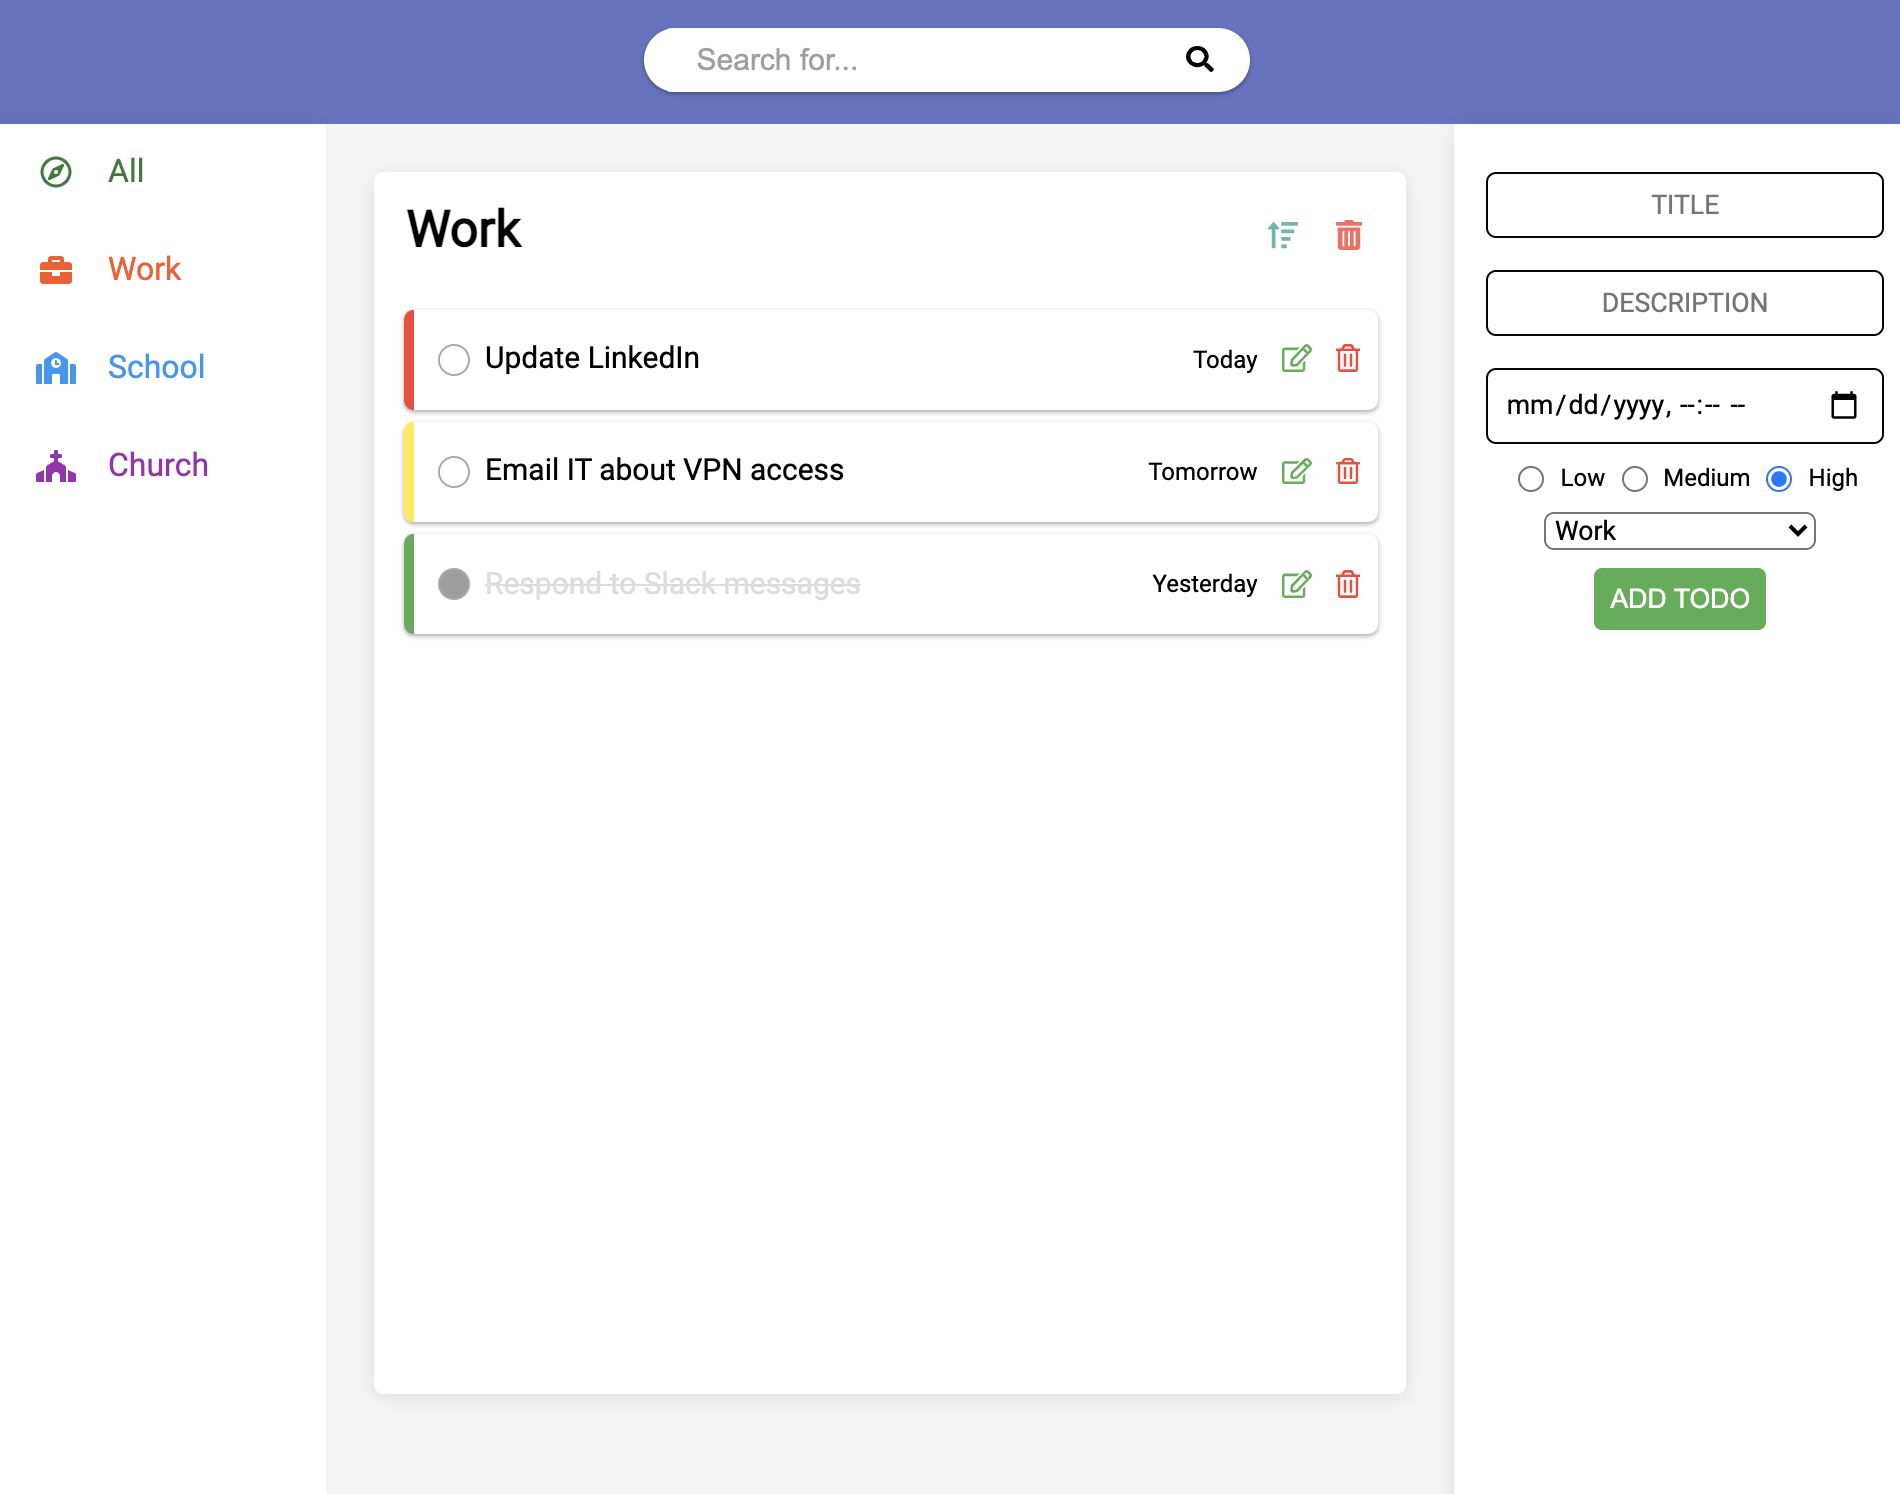 Search for...
All
Work
School
Church
Work
Update LinkedIn Today
Email IT about VPN access Tomorrow
Respond to Slack messages Yesterday
TITLE
DESCRIPTION
mm/dd/yyyy, --:-- --
Low Medium High
Work
ADD TODO